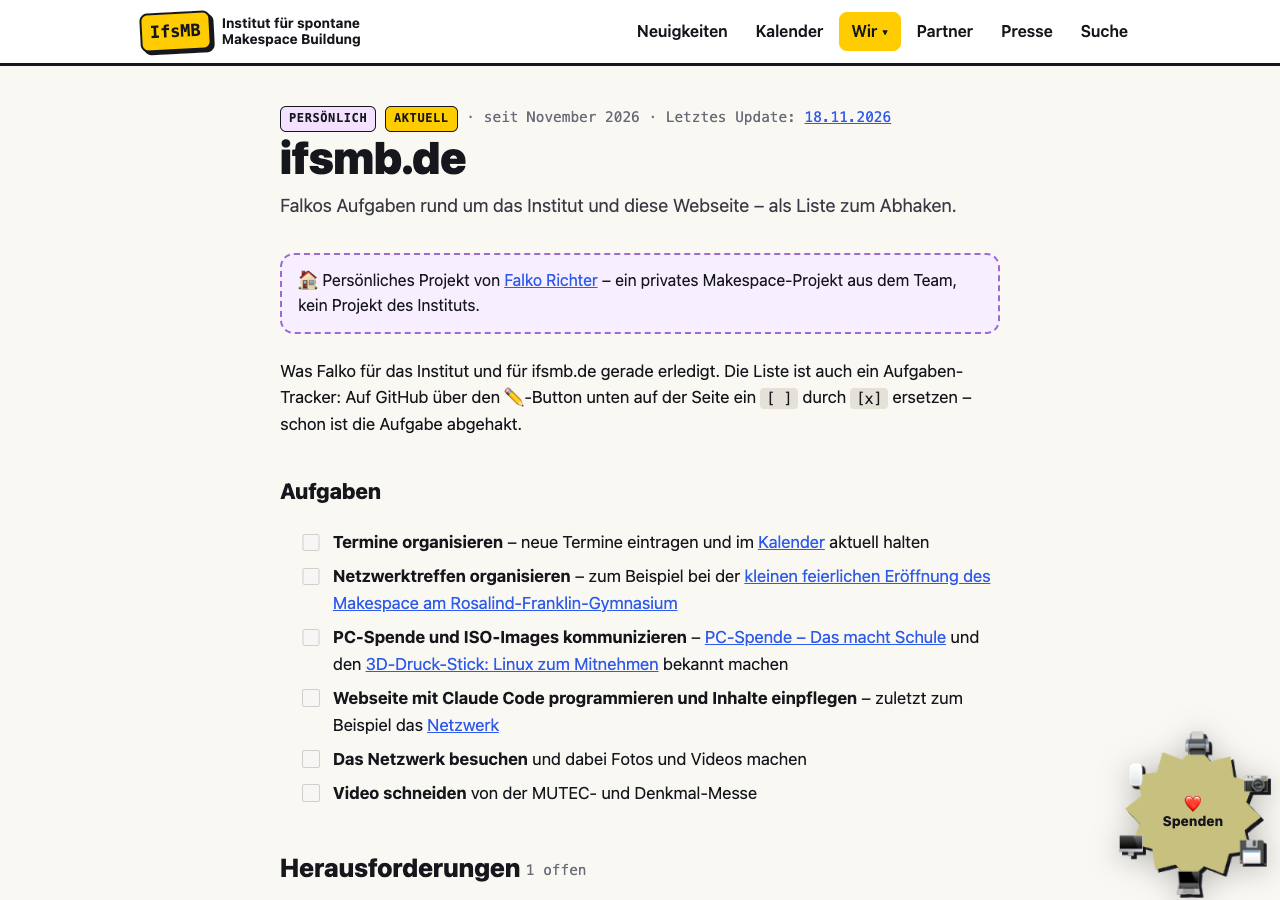 IfsMB
Institut für spontane
Makespace Buildung
Neuigkeiten
Kalender
Wir ▾
Partner
Presse
Suche
PERSÖNLICH AKTUELL · seit November 2026 · Letztes Update: 18.11.2026
ifsmb.de
Falkos Aufgaben rund um das Institut und diese Webseite – als Liste zum Abhaken.
🏠 Persönliches Projekt von Falko Richter – ein privates Makespace-Projekt aus dem Team,
kein Projekt des Instituts.
Was Falko für das Institut und für ifsmb.de gerade erledigt. Die Liste ist auch ein Aufgaben-
Tracker: Auf GitHub über den ✏️-Button unten auf der Seite ein [ ] durch [x] ersetzen –
schon ist die Aufgabe abgehakt.
Aufgaben
Termine organisieren – neue Termine eintragen und im Kalender aktuell halten
Netzwerktreffen organisieren – zum Beispiel bei der kleinen feierlichen Eröffnung des
Makespace am Rosalind-Franklin-Gymnasium
PC-Spende und ISO-Images kommunizieren – PC-Spende – Das macht Schule und
den 3D-Druck-Stick: Linux zum Mitnehmen bekannt machen
Webseite mit Claude Code programmieren und Inhalte einpflegen – zuletzt zum
Beispiel das Netzwerk
Das Netzwerk besuchen und dabei Fotos und Videos machen
Video schneiden von der MUTEC- und Denkmal-Messe
Herausforderungen 1 offen
❤️
Spenden